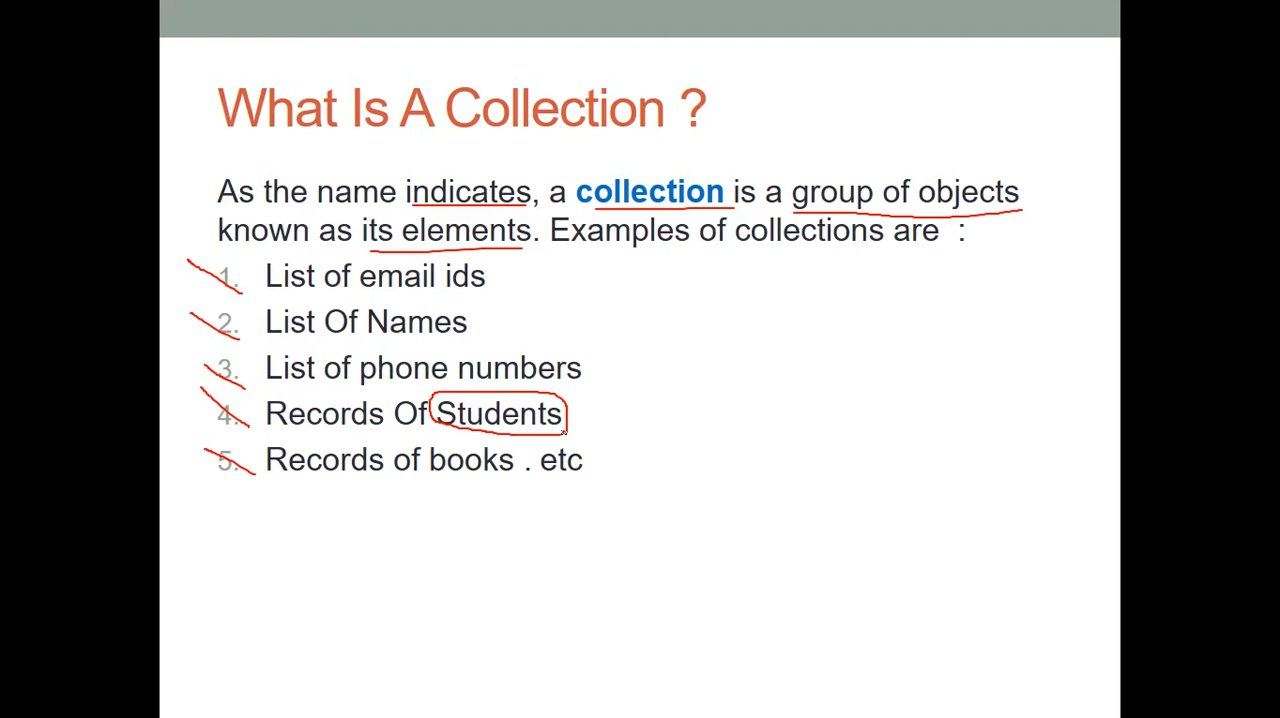 What Is A Collection ?
As the name indicates, a collection is a group of objects
known as its elements. Examples of collections are  :
1. List of email ids
2. List Of Names
3. List of phone numbers
4. Records Of Students
5. Records of books . etc